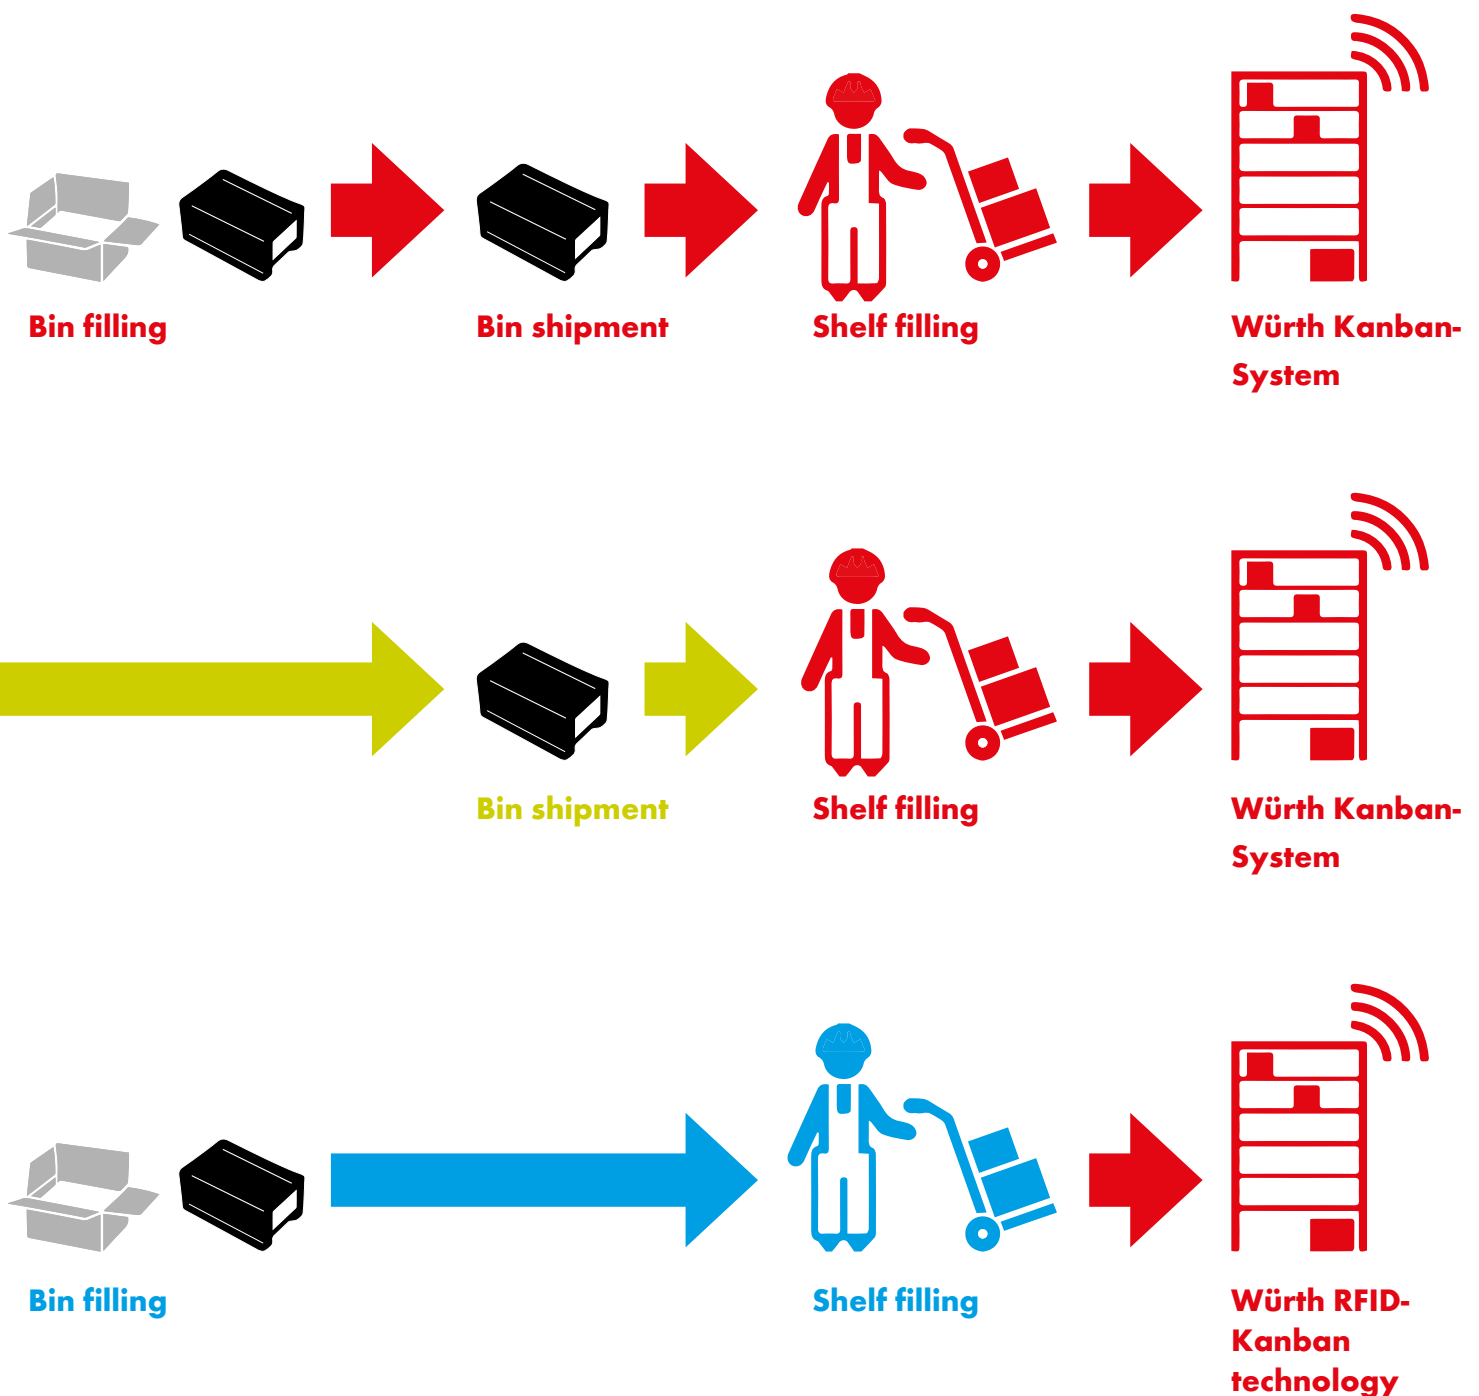 Bin filling
Bin shipment
Shelf filling
Würth Kanban-
System
Bin shipment
Shelf filling
Würth Kanban-
System
Bin filling
Shelf filling
Würth RFID-
Kanban
technology